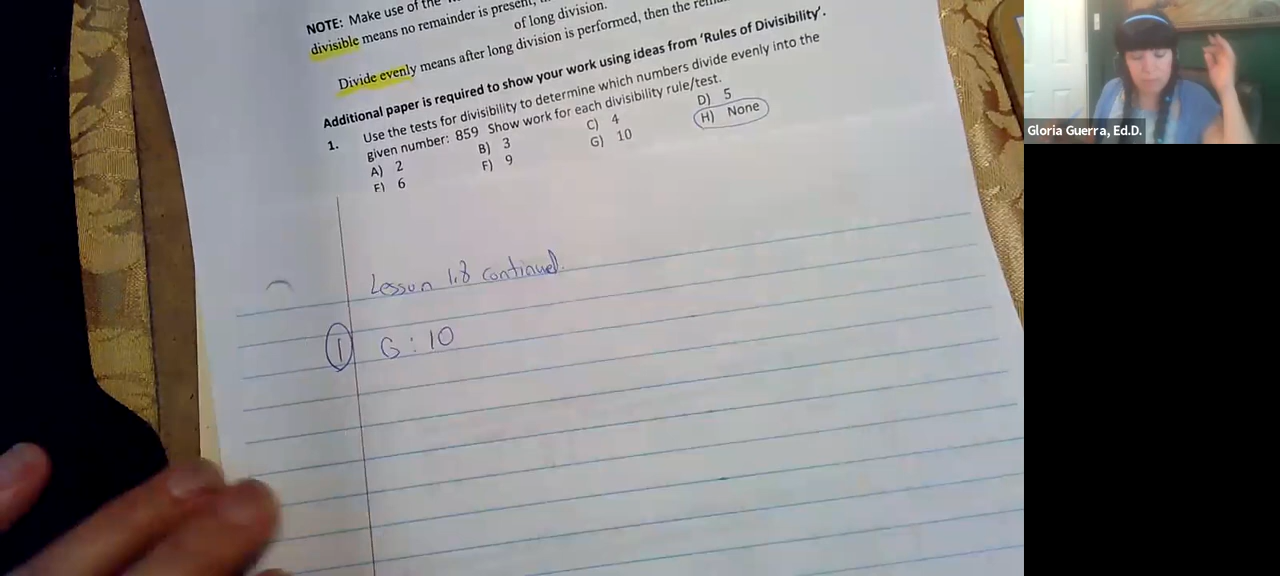 NOTE: Make use of the
divisible means no remainder is present,
of long division.
Divide evenly means after long division is performed, then the
Additional paper is required to show your work using ideas from 'Rules of Divisibility'.
1. Use the tests for divisibility to determine which numbers divide evenly into the
given number: 859 Show work for each divisibility rule/test.
A) 2 B) 3 C) 4 D) 5
E) 6 F) 9 G) 10 H) None
Lesson 1.8 continued.
1 G : 10
Gloria Guerra, Ed.D.